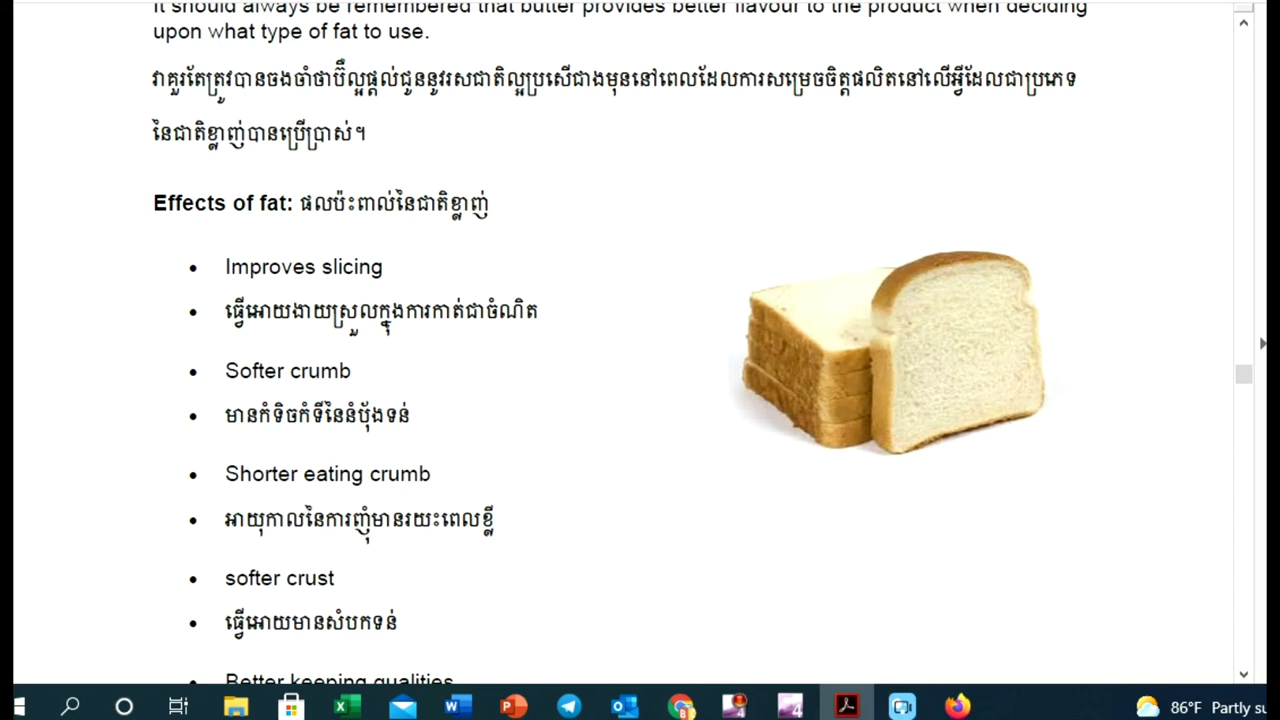 It should always be remembered that butter provides better flavour to the product when deciding
upon what type of fat to use.
វាគួរតែត្រូវបានចងចាំថាប៊ឺល្អផ្តល់ជូននូវរសជាតិល្អប្រសើជាងមុននៅពេលដែលការសម្រេចចិត្តផលិតនៅលើអ្វីដែលជាប្រភេទ
នៃជាតិខ្លាញ់បានប្រើប្រាស់។
Effects of fat: ផលប៉ះពាល់នៃជាតិខ្លាញ់
• Improves slicing
• ធ្វើអោយងាយស្រួលក្នុងការកាត់ជាចំណិត
• Softer crumb
• មានកំទិចកំទីនៃនំប៉័ងទន់
• Shorter eating crumb
• អាយុកាលនៃការញុំមានរយះពេលខ្លី
• softer crust
• ធ្វើអោយមានសំបកទន់
• Better keeping qualities
86°F Partly su